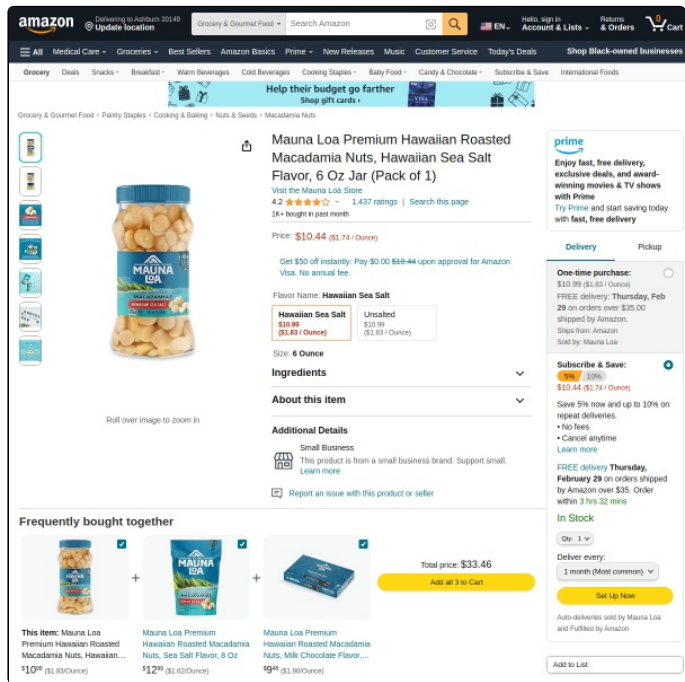 amazon
Delivering to Ashburn 20149
Update location
Grocery & Gourmet Food
Search Amazon
EN
Hello, sign in
Account & Lists
Returns
& Orders
0
Cart
All
Medical Care
Groceries
Best Sellers
Amazon Basics
Prime
New Releases
Music
Customer Service
Today's Deals
Shop Black-owned businesses
Grocery
Deals
Snacks
Breakfast
Warm Beverages
Cold Beverages
Cooking Staples
Baby Food
Candy & Chocolate
Subscribe & Save
International Foods
Help their budget go farther
Shop gift cards ›
VISA
Grocery & Gourmet Food › Pantry Staples › Cooking & Baking › Nuts & Seeds › Macadamia Nuts
Mauna Loa Premium Hawaiian Roasted
Macadamia Nuts, Hawaiian Sea Salt
Flavor, 6 Oz Jar (Pack of 1)
Visit the Mauna Loa Store
4.2
1,437 ratings | Search this page
1K+ bought in past month
Price: $10.44 ($1.74 / Ounce)
Get $50 off instantly: Pay $0.00 $10.44 upon approval for Amazon
Visa. No annual fee.
Flavor Name: Hawaiian Sea Salt
Hawaiian Sea Salt
$10.99
($1.83 / Ounce)
Unsalted
$10.99
($1.83 / Ounce)
Size: 6 Ounce
Ingredients
About this item
Additional Details
Small Business
This product is from a small business brand. Support small.
Learn more
Report an issue with this product or seller
MAUNA
LOA
MACADAMIAS
HAWAIIAN SEA SALT
Roll over image to zoom in
prime
Enjoy fast, free delivery,
exclusive deals, and award-
winning movies & TV shows
with Prime
Try Prime and start saving today
with fast, free delivery
Delivery
Pickup
One-time purchase:
$10.99 ($1.83 / Ounce)
FREE delivery: Thursday, Feb
29 on orders over $35.00
shipped by Amazon.
Ships from: Amazon
Sold by: Mauna Loa
Subscribe & Save:
5%
10%
$10.44 ($1.74 / Ounce)
Save 5% now and up to 10% on
repeat deliveries.
• No fees
• Cancel anytime
Learn more
FREE delivery Thursday,
February 29 on orders shipped
by Amazon over $35. Order
within 3 hrs 32 mins
In Stock
Qty: 1
Deliver every:
1 month (Most common)
Set Up Now
Auto-deliveries sold by Mauna Loa
and Fulfilled by Amazon
Add to List
Frequently bought together
MAUNA
LOA
+
MAUNA
LOA
MACADAMIAS
+
Total price: $33.46
Add all 3 to Cart
This item: Mauna Loa
Premium Hawaiian Roasted
Macadamia Nuts, Hawaiian...
$10.99 ($1.83/Ounce)
Mauna Loa Premium
Hawaiian Roasted Macadamia
Nuts, Sea Salt Flavor, 8 Oz
$12.99 ($1.62/Ounce)
Mauna Loa Premium
Hawaiian Roasted Macadamia
Nuts, Milk Chocolate Flavor,...
$9.48 ($1.90/Ounce)